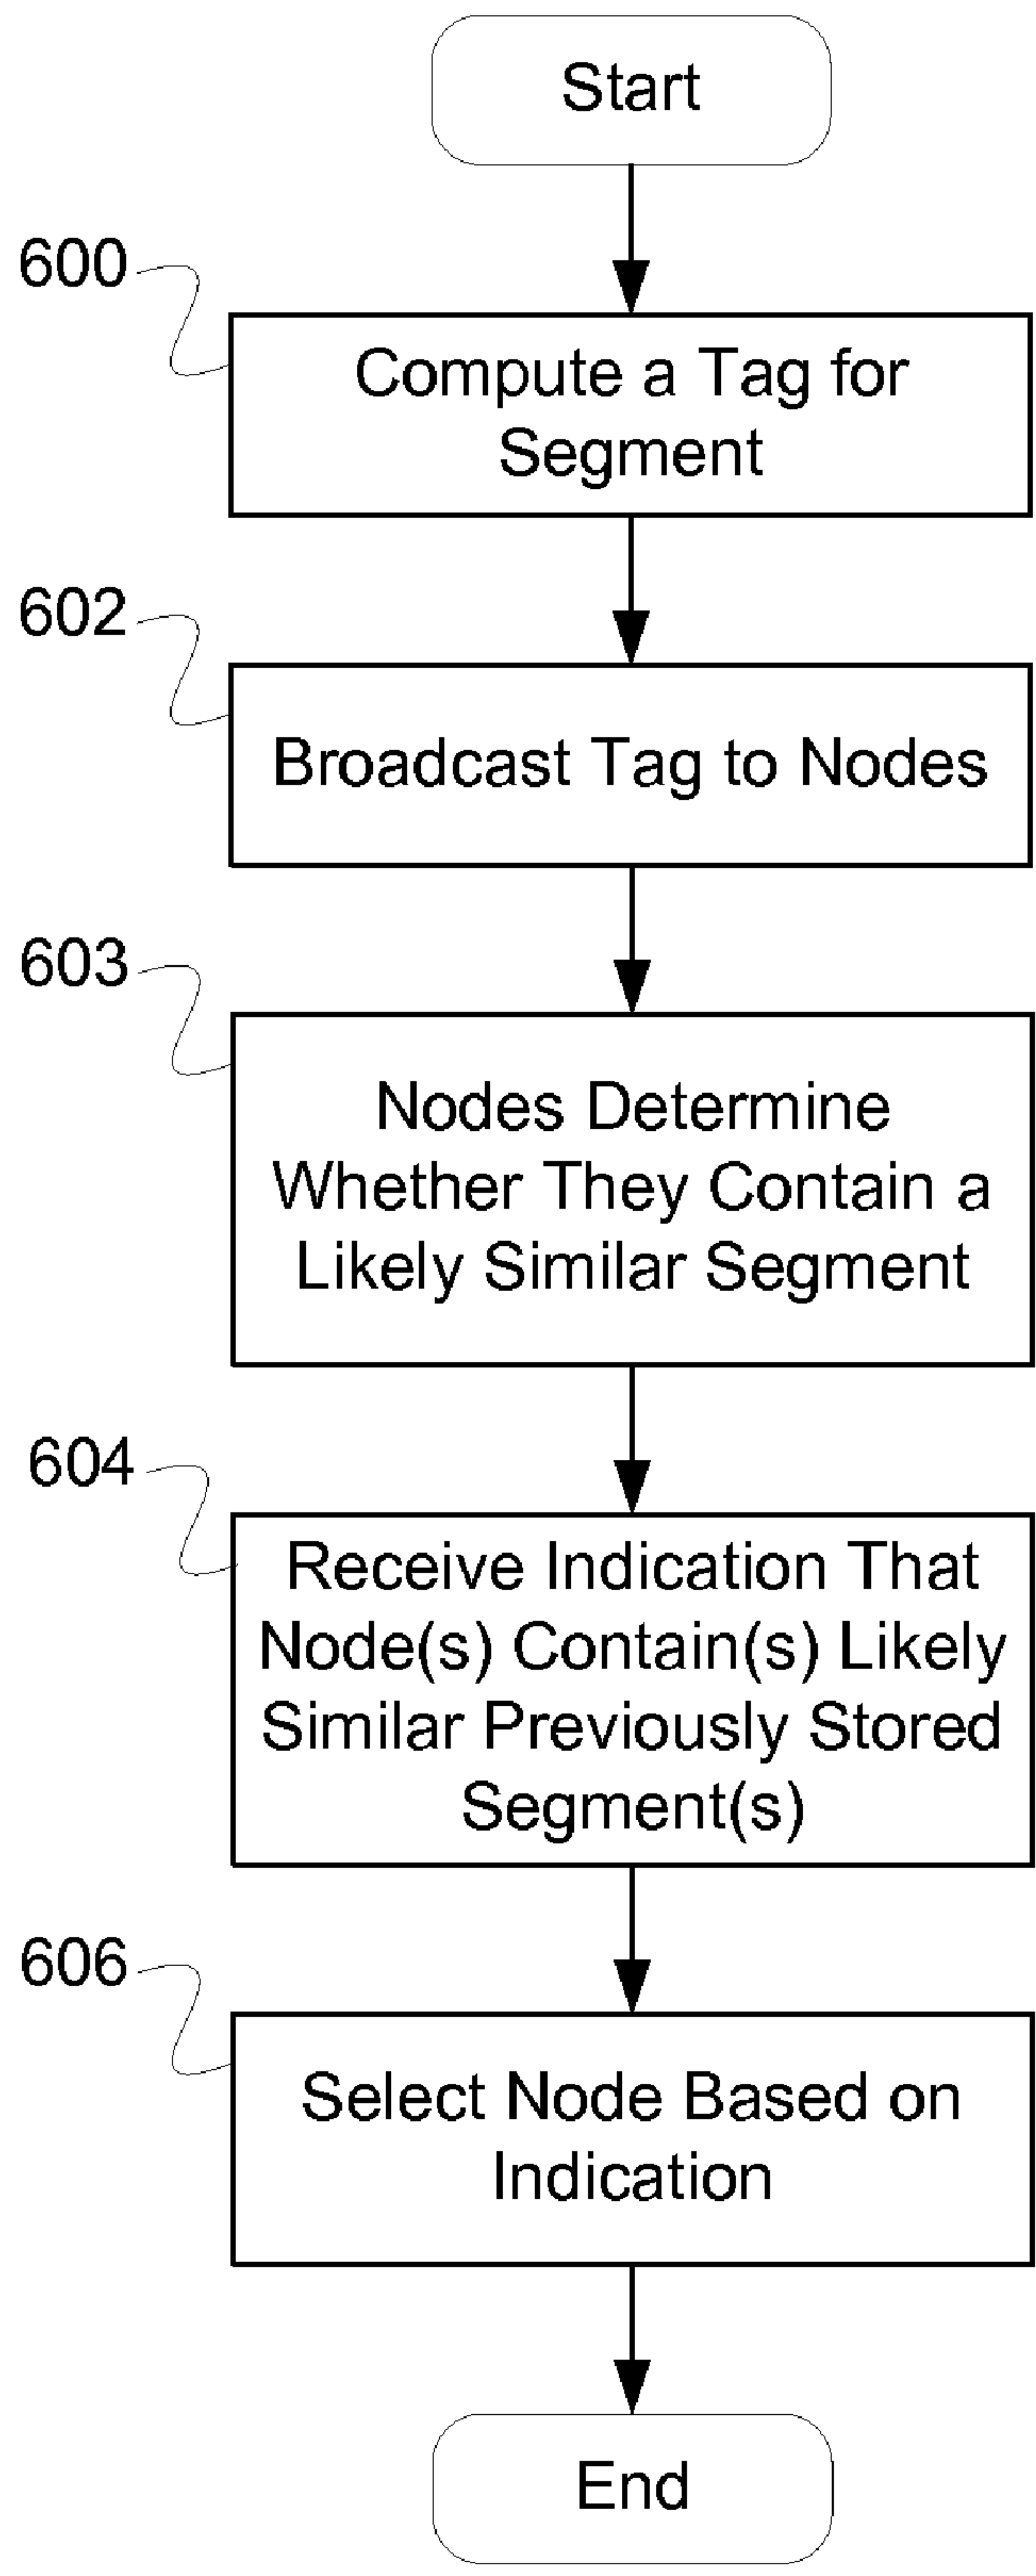 Start
600
Compute a Tag for
Segment
602
Broadcast Tag to Nodes
603
Nodes Determine
Whether They Contain a
Likely Similar Segment
604
Receive Indication That
Node(s) Contain(s) Likely
Similar Previously Stored
Segment(s)
606
Select Node Based on
Indication
End